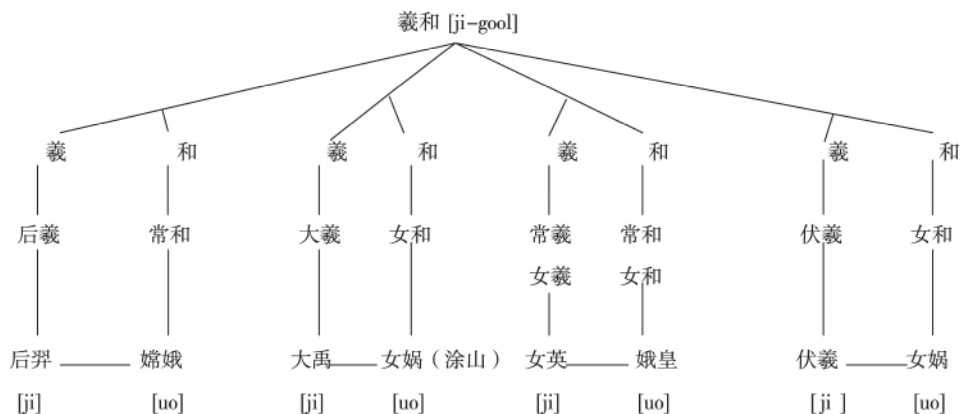 羲和 [ji-gool]
羲 和 羲 和 羲 和 羲 和
后羲 常和 大羲 女和 常羲 常和 伏羲 女和
女羲 女和
后羿 嫦娥 大禹 女娲（涂山） 女英 娥皇 伏羲 女娲
[ji] [uo] [ji] [uo] [ji] [uo] [ji ] [uo]